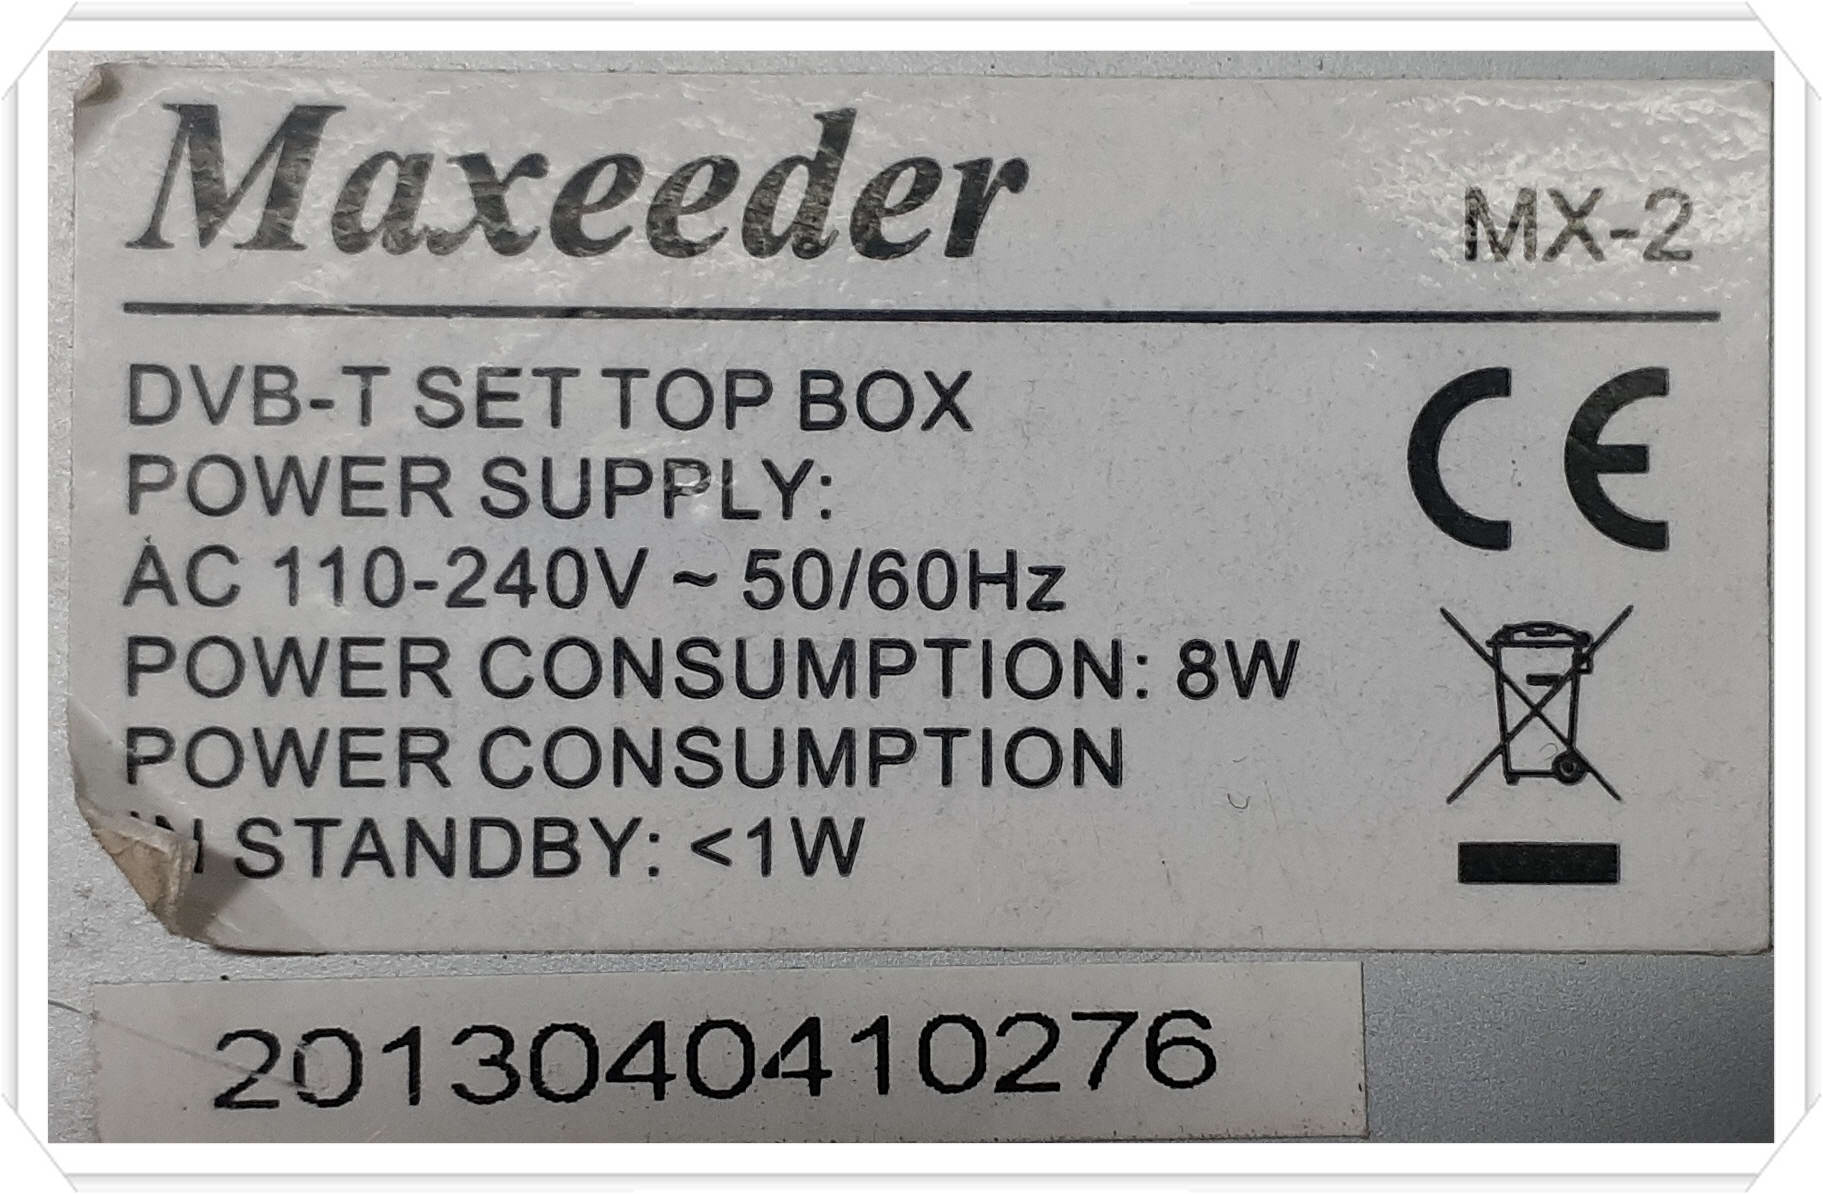 Maxeeder MX-2
DVB-T SET TOP BOX
POWER SUPPLY:
AC 110-240V ~ 50/60Hz
POWER CONSUMPTION: 8W
POWER CONSUMPTION
IN STANDBY: <1W
CE
2013040410276